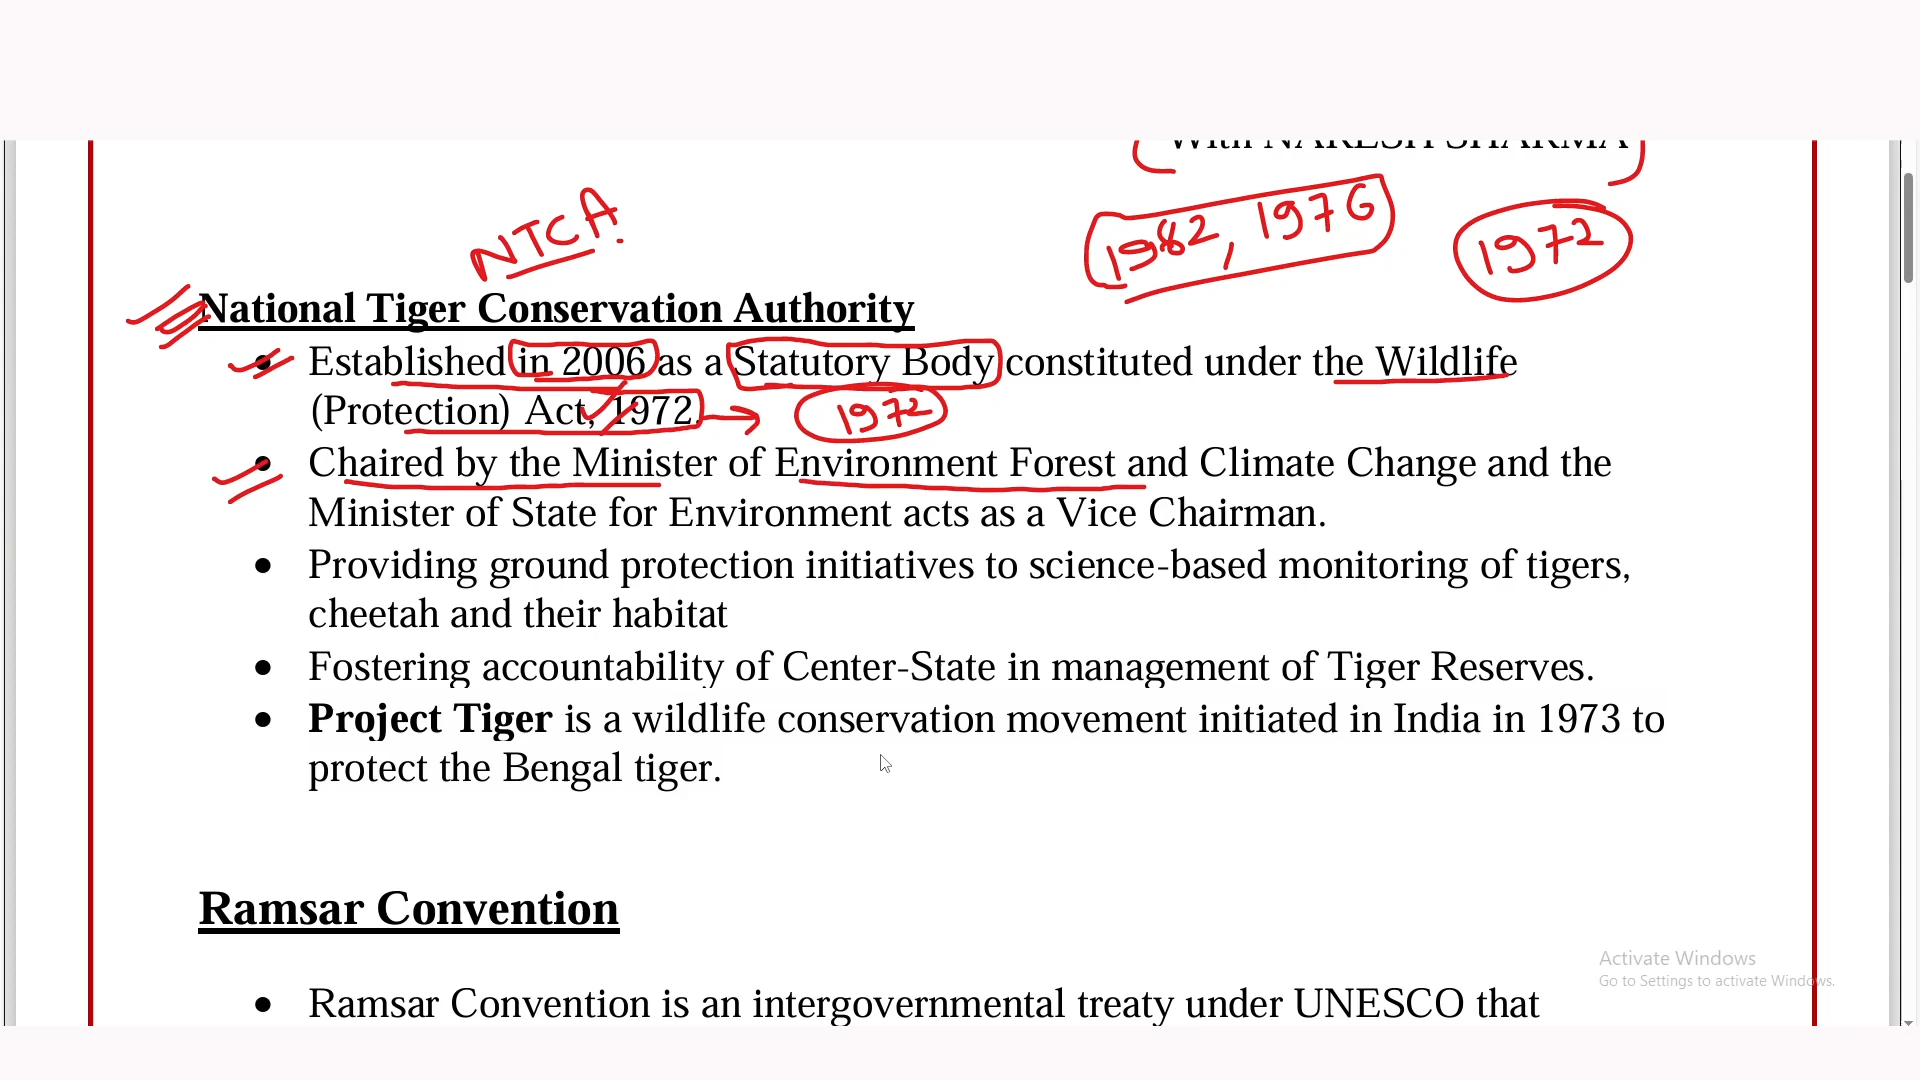 With NARESH SHARMA
NTCA
1982, 1976
1972
National Tiger Conservation Authority
• Established in 2006 as a Statutory Body constituted under the Wildlife
(Protection) Act, 1972. → 1972
• Chaired by the Minister of Environment Forest and Climate Change and the
Minister of State for Environment acts as a Vice Chairman.
• Providing ground protection initiatives to science-based monitoring of tigers,
cheetah and their habitat
• Fostering accountability of Center-State in management of Tiger Reserves.
• Project Tiger is a wildlife conservation movement initiated in India in 1973 to
protect the Bengal tiger.
Ramsar Convention
Activate Windows
Go to Settings to activate Windows.
• Ramsar Convention is an intergovernmental treaty under UNESCO that